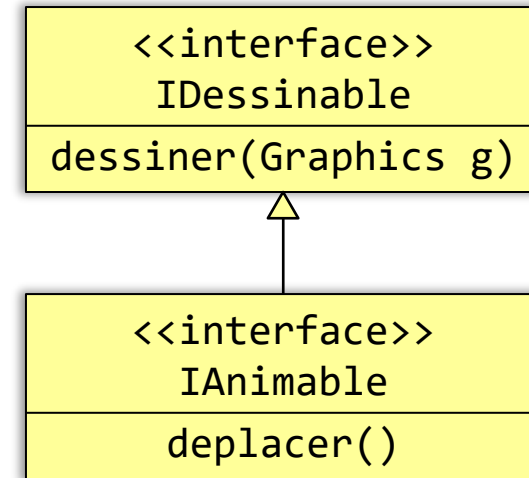 <<interface>>
IDessinable
dessiner(Graphics g)
<<interface>>
IAnimable
deplacer()